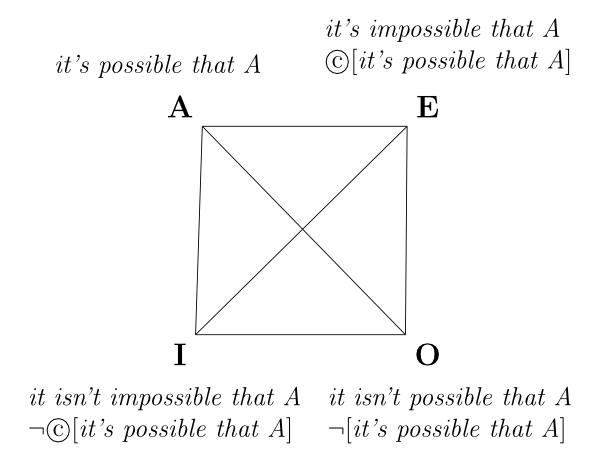 it's impossible that A
it's possible that A
ⓒ[it's possible that A]
A
E
I
O
it isn't impossible that A
it isn't possible that A
¬ⓒ[it's possible that A]
¬[it's possible that A]